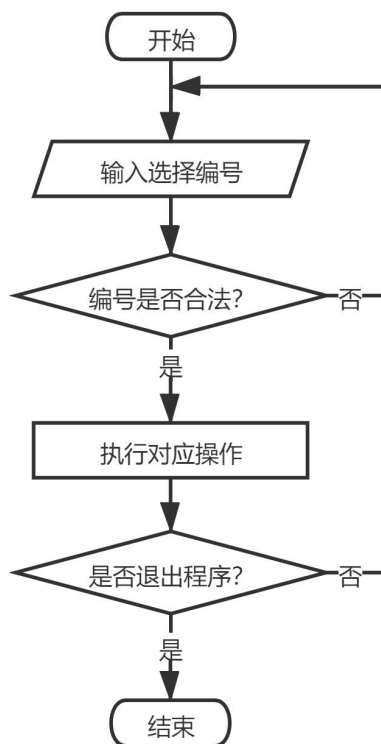 开始
输入选择编号
编号是否合法？
否
是
执行对应操作
是否退出程序？
否
是
结束